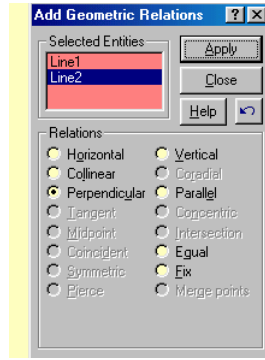 Add Geometric Relations
Selected Entities
Line1
Line2
Apply
Close
Help
Relations
Horizontal Vertical
Collinear Coradial
Perpendicular Parallel
Tangent Concentric
Midpoint Intersection
Coincident Equal
Symmetric Fix
Pierce Merge points